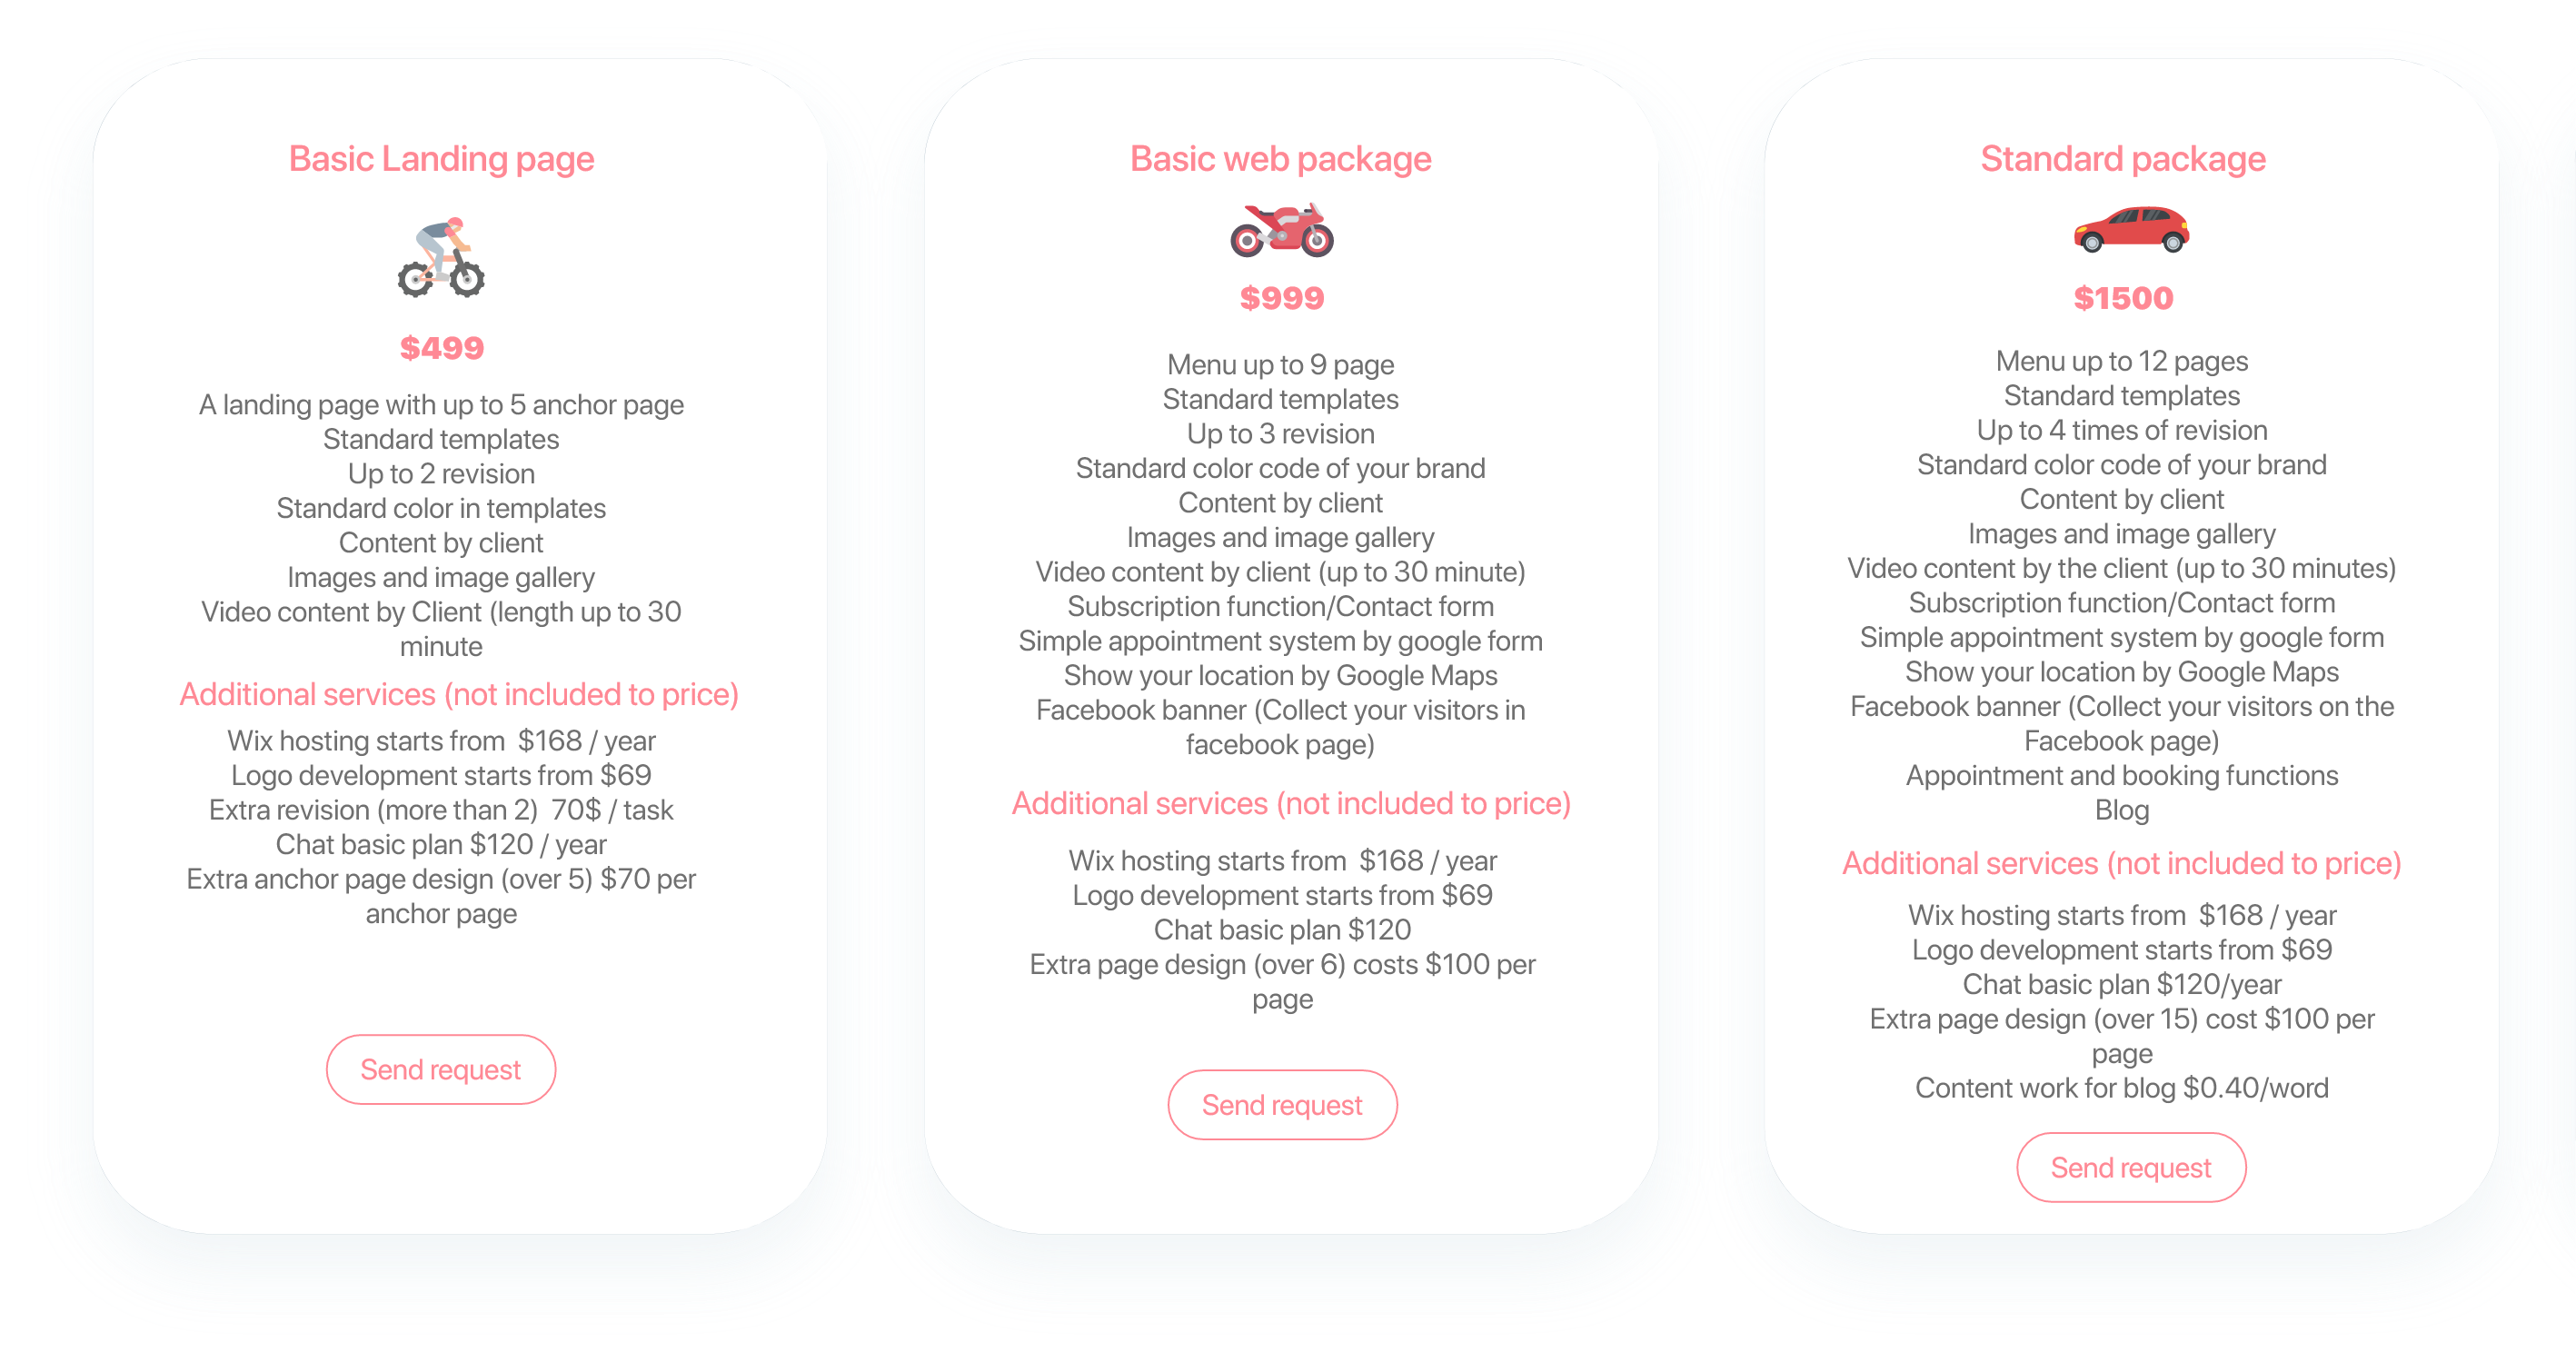 Basic Landing page
$499
A landing page with up to 5 anchor page
Standard templates
Up to 2 revision
Standard color in templates
Content by client
Images and image gallery
Video content by Client (length up to 30
minute
Additional services (not included to price)
Wix hosting starts from  $168 / year
Logo development starts from $69
Extra revision (more than 2)  70$ / task
Chat basic plan $120 / year
Extra anchor page design (over 5) $70 per
anchor page
Send request
Basic web package
$999
Menu up to 9 page
Standard templates
Up to 3 revision
Standard color code of your brand
Content by client
Images and image gallery
Video content by client (up to 30 minute)
Subscription function/Contact form
Simple appointment system by google form
Show your location by Google Maps
Facebook banner (Collect your visitors in
facebook page)
Additional services (not included to price)
Wix hosting starts from  $168 / year
Logo development starts from $69
Chat basic plan $120
Extra page design (over 6) costs $100 per
page
Send request
Standard package
$1500
Menu up to 12 pages
Standard templates
Up to 4 times of revision
Standard color code of your brand
Content by client
Images and image gallery
Video content by the client (up to 30 minutes)
Subscription function/Contact form
Simple appointment system by google form
Show your location by Google Maps
Facebook banner (Collect your visitors on the
Facebook page)
Appointment and booking functions
Blog
Additional services (not included to price)
Wix hosting starts from  $168 / year
Logo development starts from $69
Chat basic plan $120/year
Extra page design (over 15) cost $100 per
page
Content work for blog $0.40/word
Send request